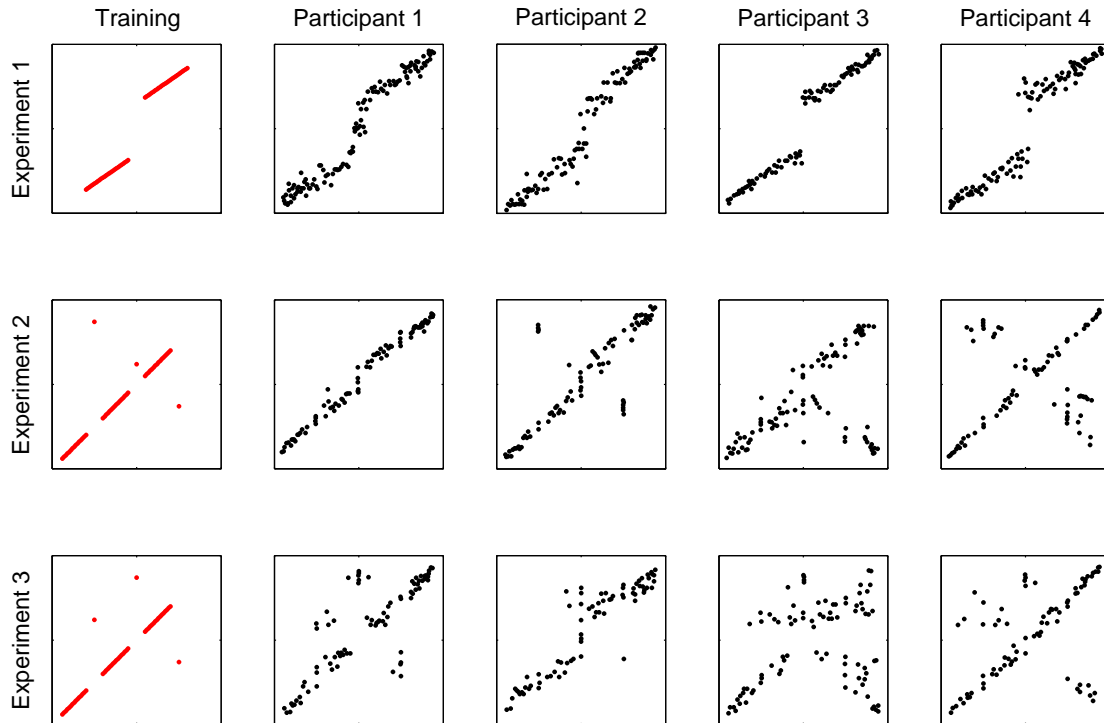 Training
Participant 1
Participant 2
Participant 3
Participant 4
Experiment 1
Experiment 2
Experiment 3